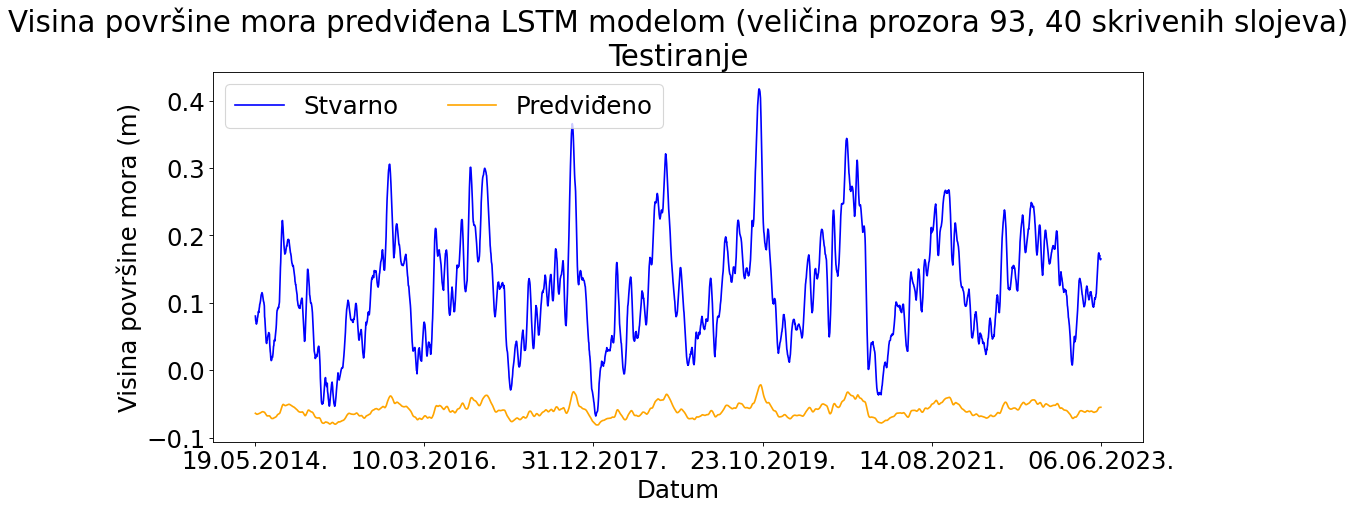 Visina površine mora predviđena LSTM modelom (veličina prozora 93, 40 skrivenih slojeva)
Testiranje
Stvarno
Predviđeno
Visina površine mora (m)
0.4
0.3
0.2
0.1
0.0
−0.1
19.05.2014.
10.03.2016.
31.12.2017.
23.10.2019.
14.08.2021.
06.06.2023.
Datum